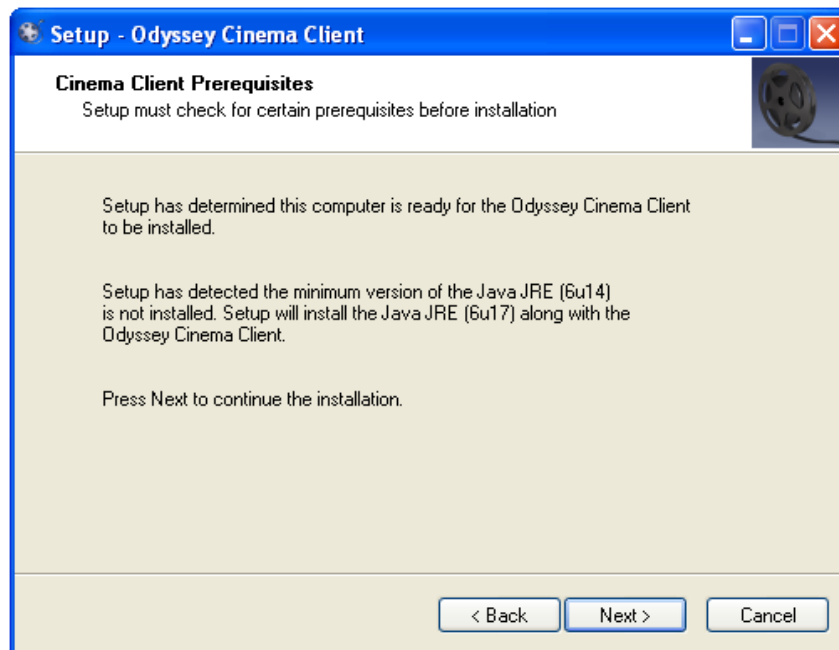 Setup - Odyssey Cinema Client
Cinema Client Prerequisites
Setup must check for certain prerequisites before installation
Setup has determined this computer is ready for the Odyssey Cinema Client
to be installed.
Setup has detected the minimum version of the Java JRE (6u14)
is not installed. Setup will install the Java JRE (6u17) along with the
Odyssey Cinema Client.
Press Next to continue the installation.
< Back Next > Cancel